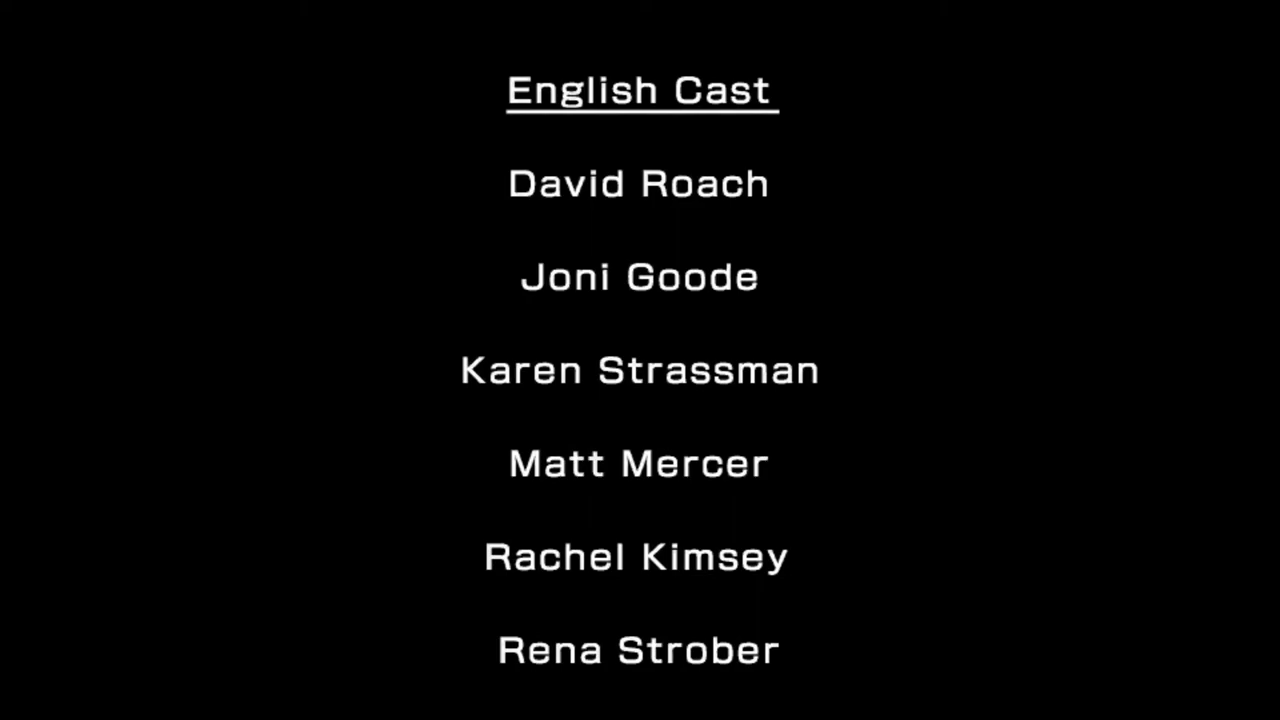 English Cast
David Roach
Joni Goode
Karen Strassman
Matt Mercer
Rachel Kimsey
Rena Strober